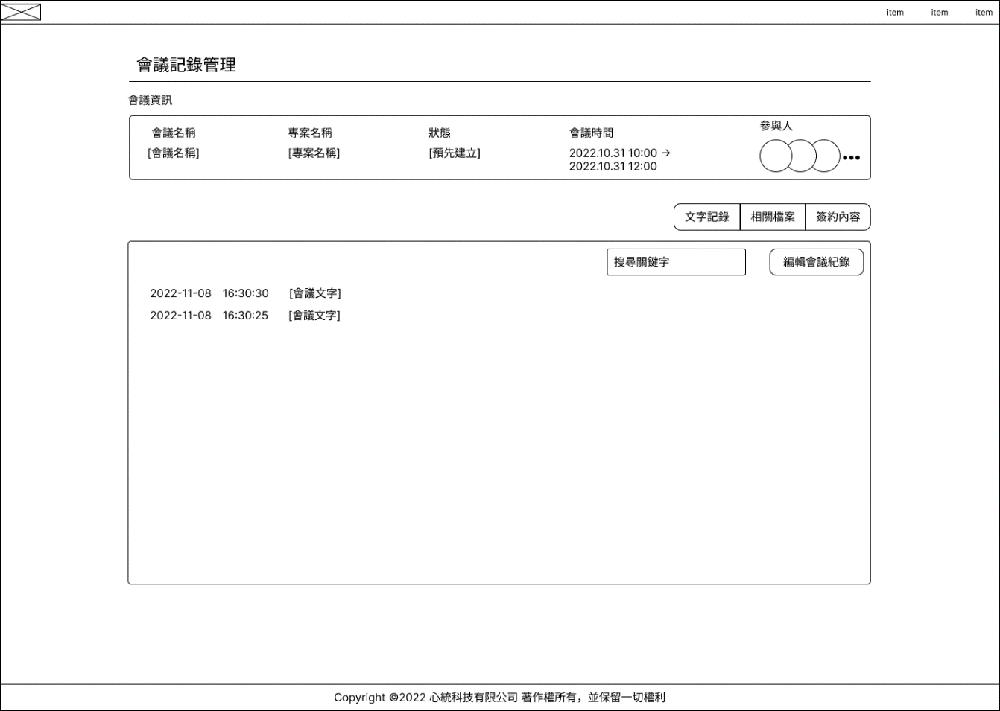 item item item
會議記錄管理
會議資訊
會議名稱 專案名稱 狀態 會議時間 參與人
[會議名稱] [專案名稱] [預先建立] 2022.10.31 10:00 →
2022.10.31 12:00
文字記錄 相關檔案 簽約內容
搜尋關鍵字 編輯會議紀錄
2022-11-08 16:30:30 [會議文字]
2022-11-08 16:30:25 [會議文字]
Copyright ©2022 心統科技有限公司 著作權所有，並保留一切權利